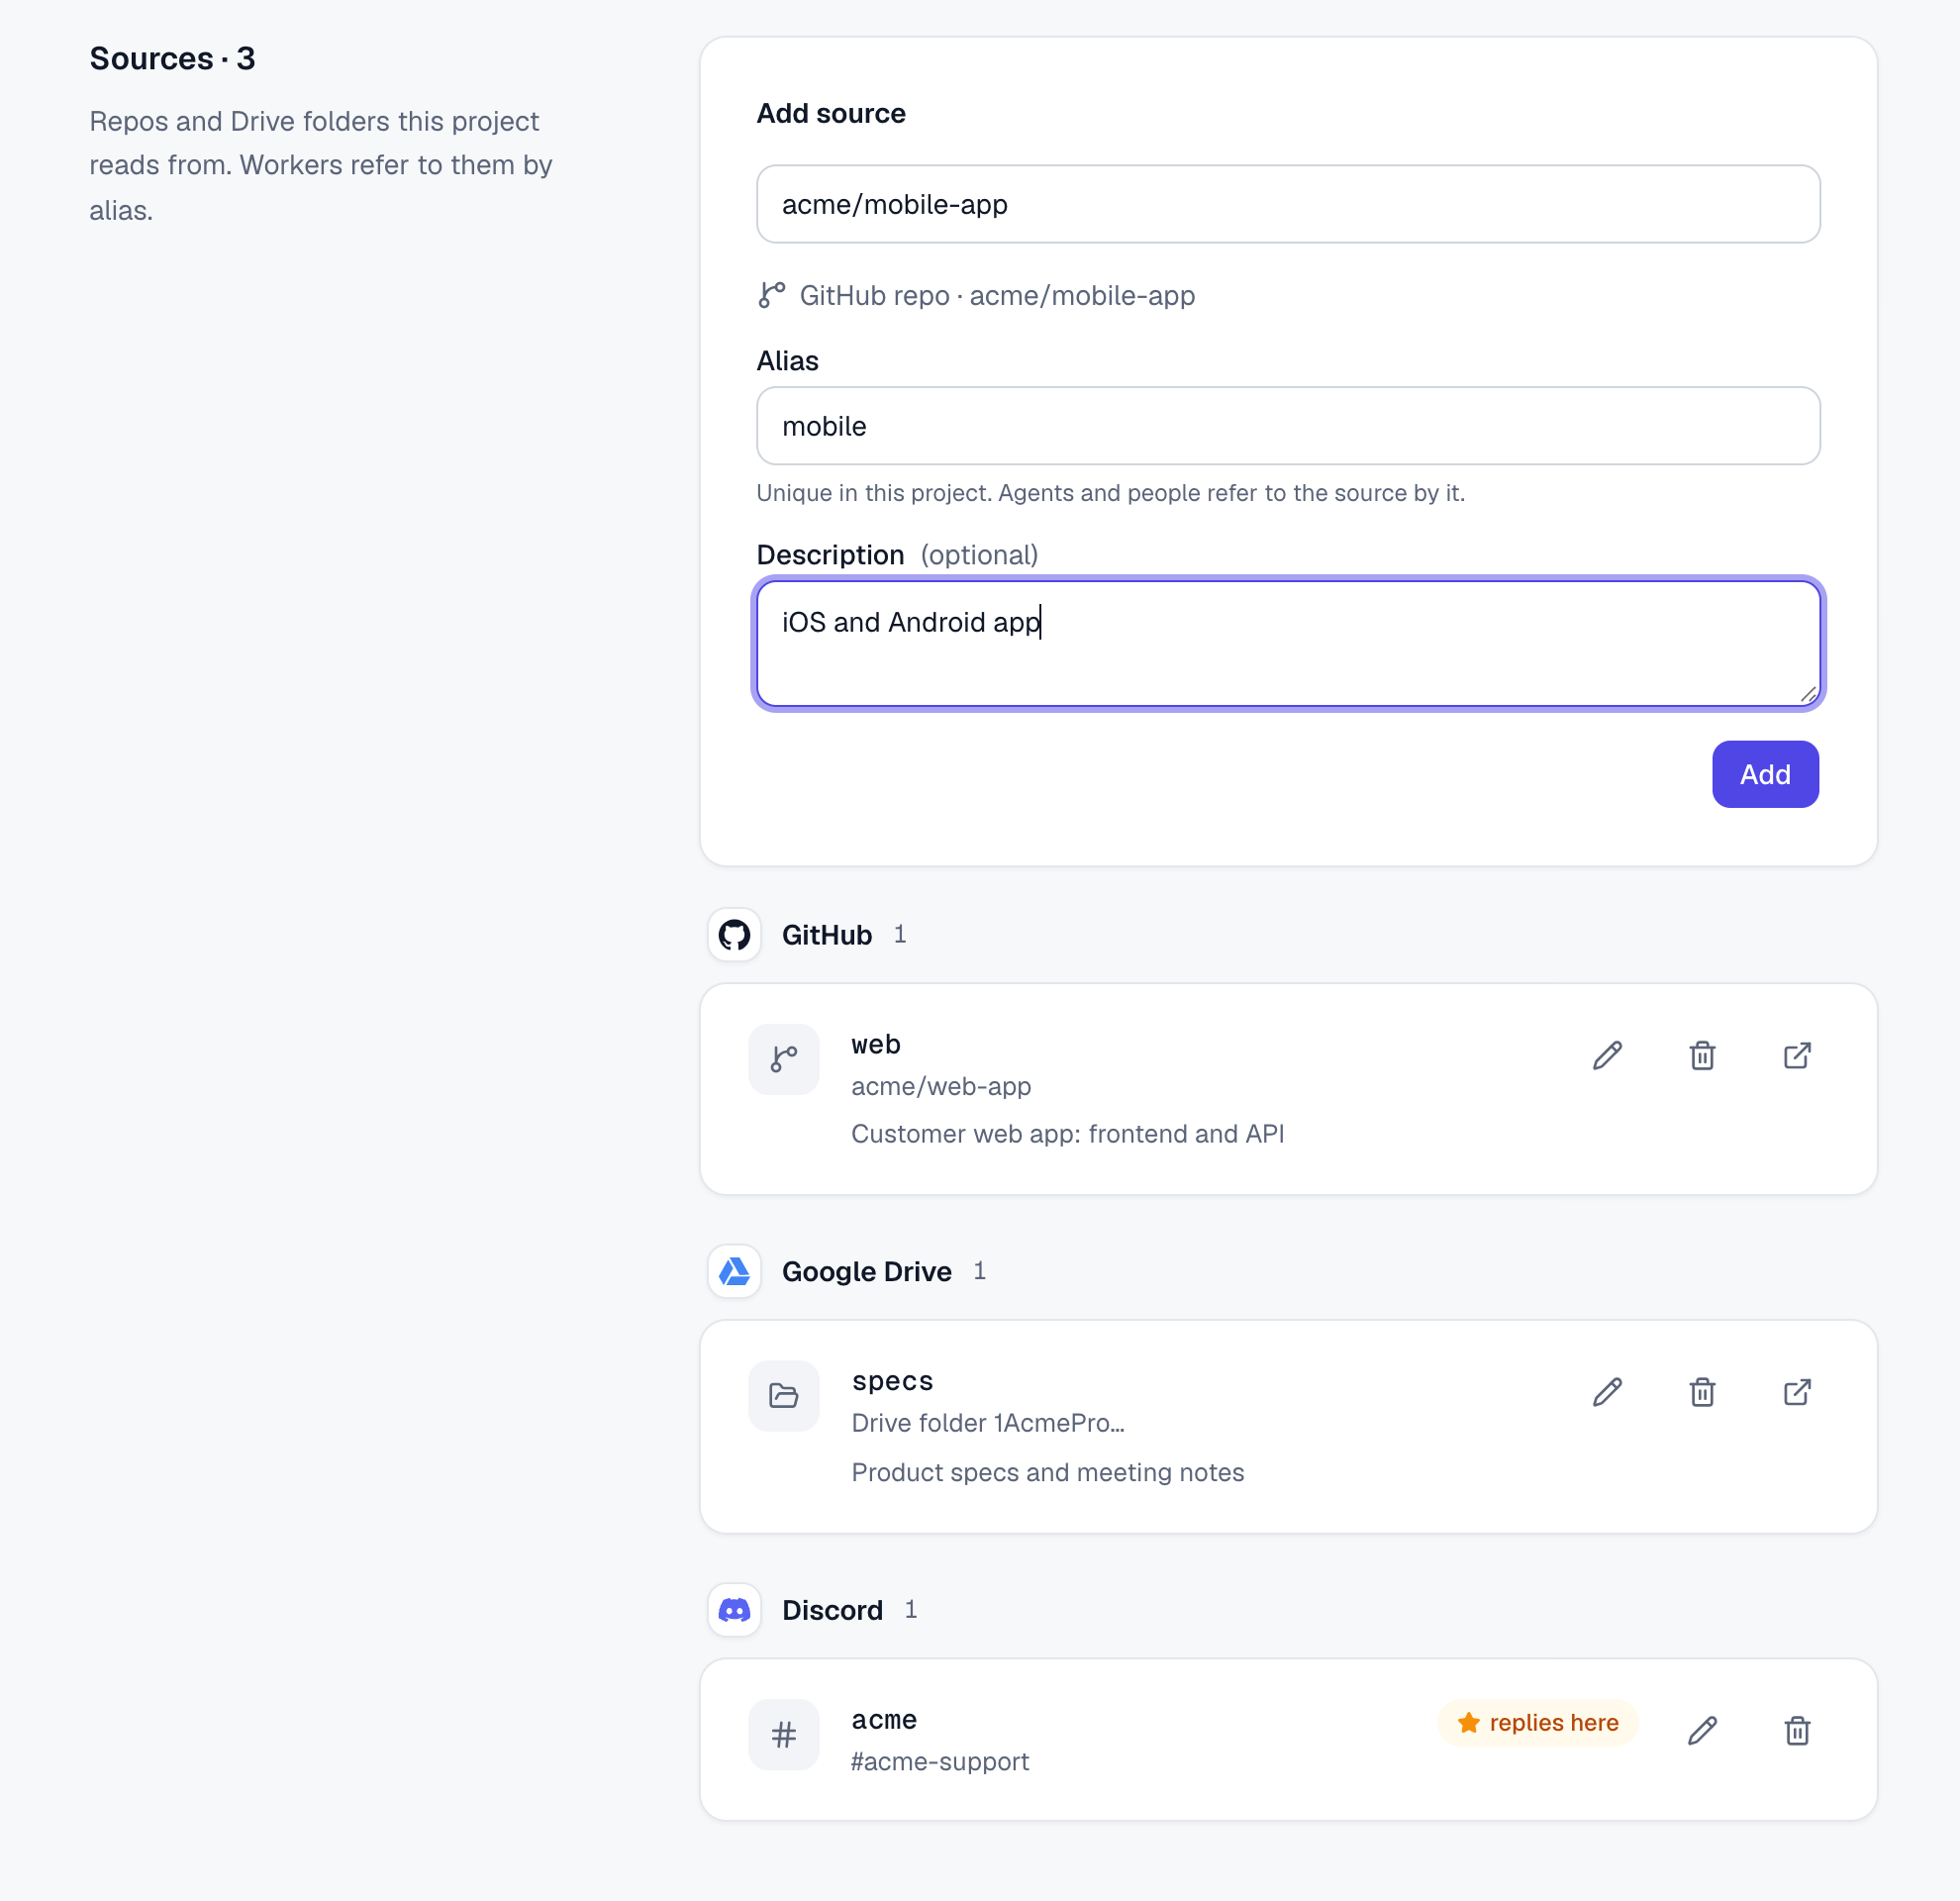 Sources · 3
Repos and Drive folders this project
reads from. Workers refer to them by
alias.
Add source
acme/mobile-app
GitHub repo · acme/mobile-app
Alias
mobile
Unique in this project. Agents and people refer to the source by it.
Description (optional)
iOS and Android app
Add
GitHub 1
web
acme/web-app
Customer web app: frontend and API
Google Drive 1
specs
Drive folder 1AcmePro…
Product specs and meeting notes
Discord 1
acme
replies here
#acme-support